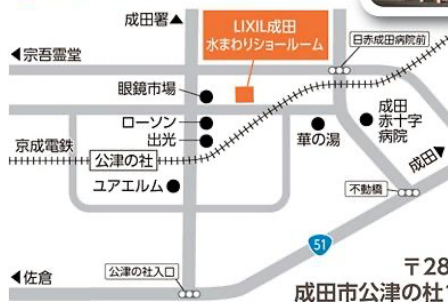 成田署▲
LIXIL成田
水まわりショールーム
日赤成田病院前
◀宗吾霊堂
眼鏡市場
ローソン
出光
華の湯
成田
赤十字
病院
京成電鉄
公津の杜
ユアエルム
成田▶
不動橋
51
◀佐倉
公津の杜入口
〒28
成田市公津の杜